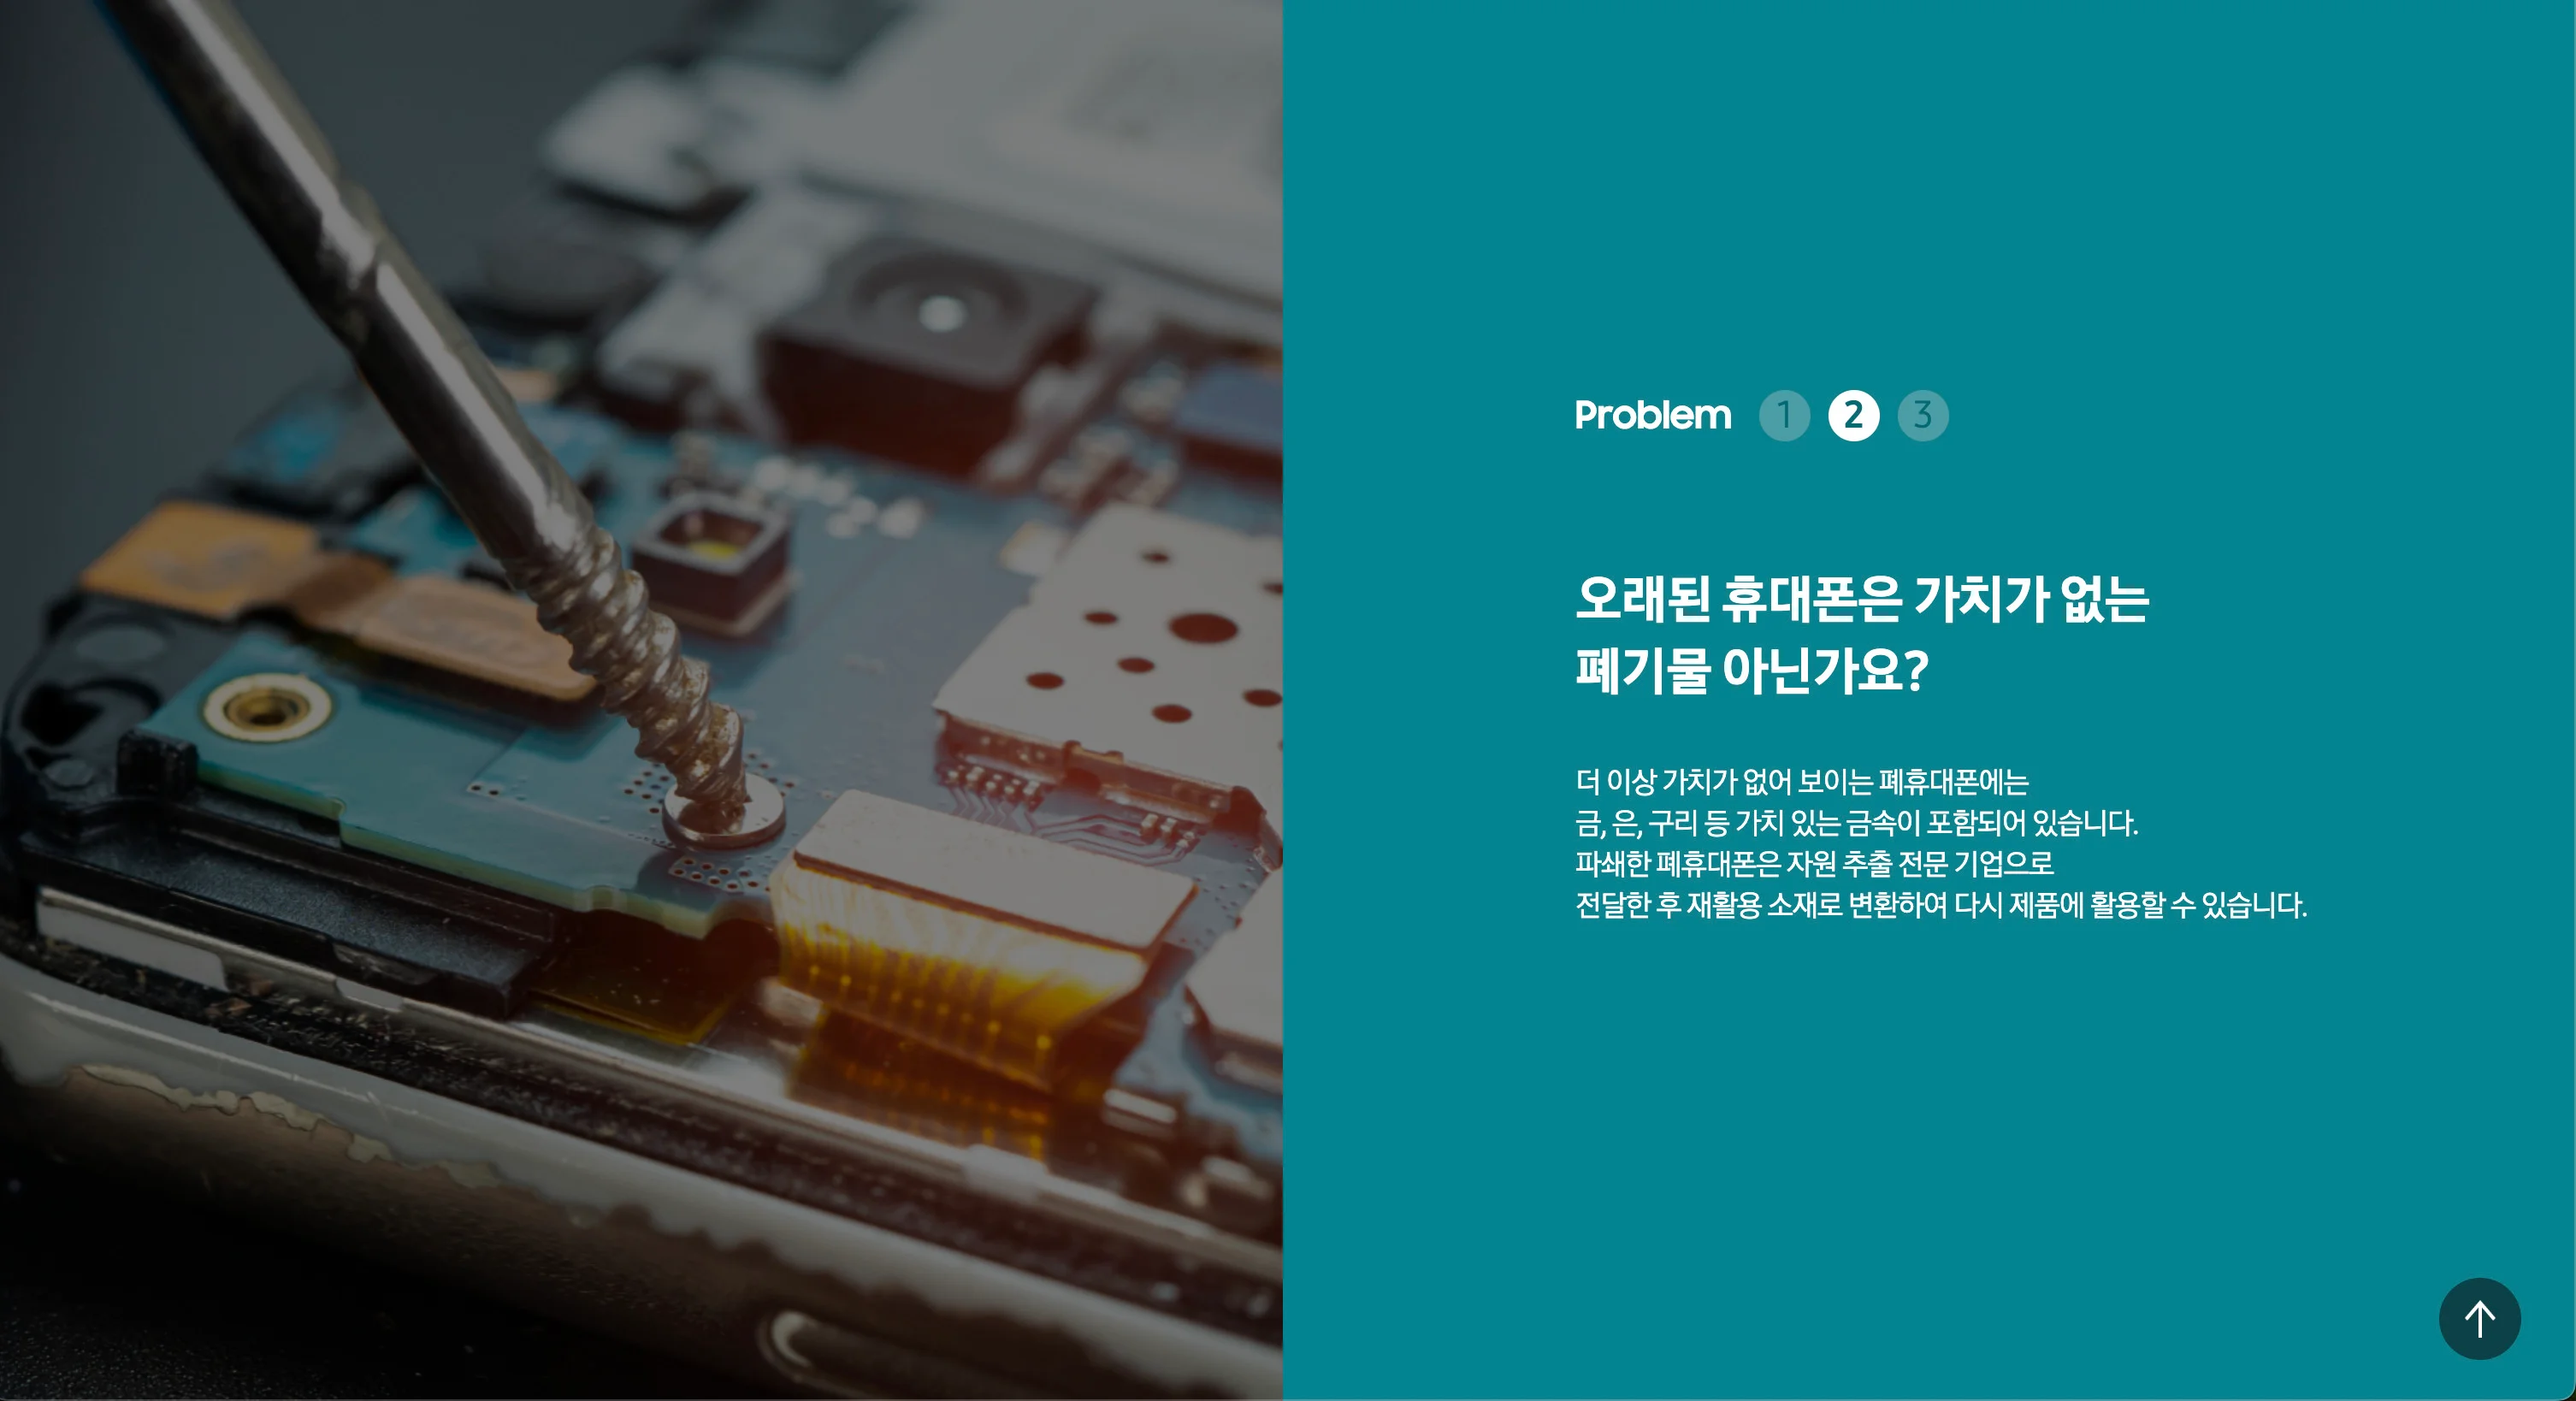 Problem 1 2 3
오래된 휴대폰은 가치가 없는
폐기물 아닌가요?
더 이상 가치가 없어 보이는 폐휴대폰에는
금, 은, 구리 등 가치 있는 금속이 포함되어 있습니다.
파쇄한 폐휴대폰은 자원 추출 전문 기업으로
전달한 후 재활용 소재로 변환하여 다시 제품에 활용할 수 있습니다.